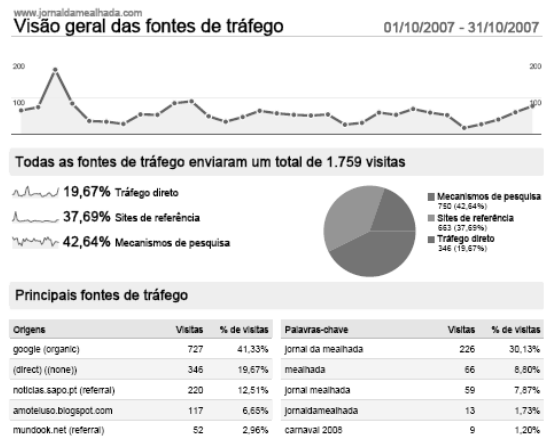 www.jornaldamealhada.com
Visão geral das fontes de tráfego 01/10/2007 - 31/10/2007
200 200
100 100
Todas as fontes de tráfego enviaram um total de 1.759 visitas
19,67% Tráfego direto
37,69% Sites de referência
42,64% Mecanismos de pesquisa
Mecanismos de pesquisa
750 (42,64%)
Sites de referência
663 (37,69%)
Tráfego direto
346 (19,67%)
Principais fontes de tráfego
Origens Visitas % de visitas Palavras-chave Visitas % de visitas
google (organic) 727 41,33% jornal da mealhada 226 30,13%
(direct) ((none)) 346 19,67% mealhada 66 8,80%
noticias.sapo.pt (referral) 220 12,51% jornal mealhada 59 7,87%
amoteluso.blogspot.com 117 6,65% jornaldamealhada 13 1,73%
mundook.net (referral) 52 2,96% carnaval 2008 9 1,20%